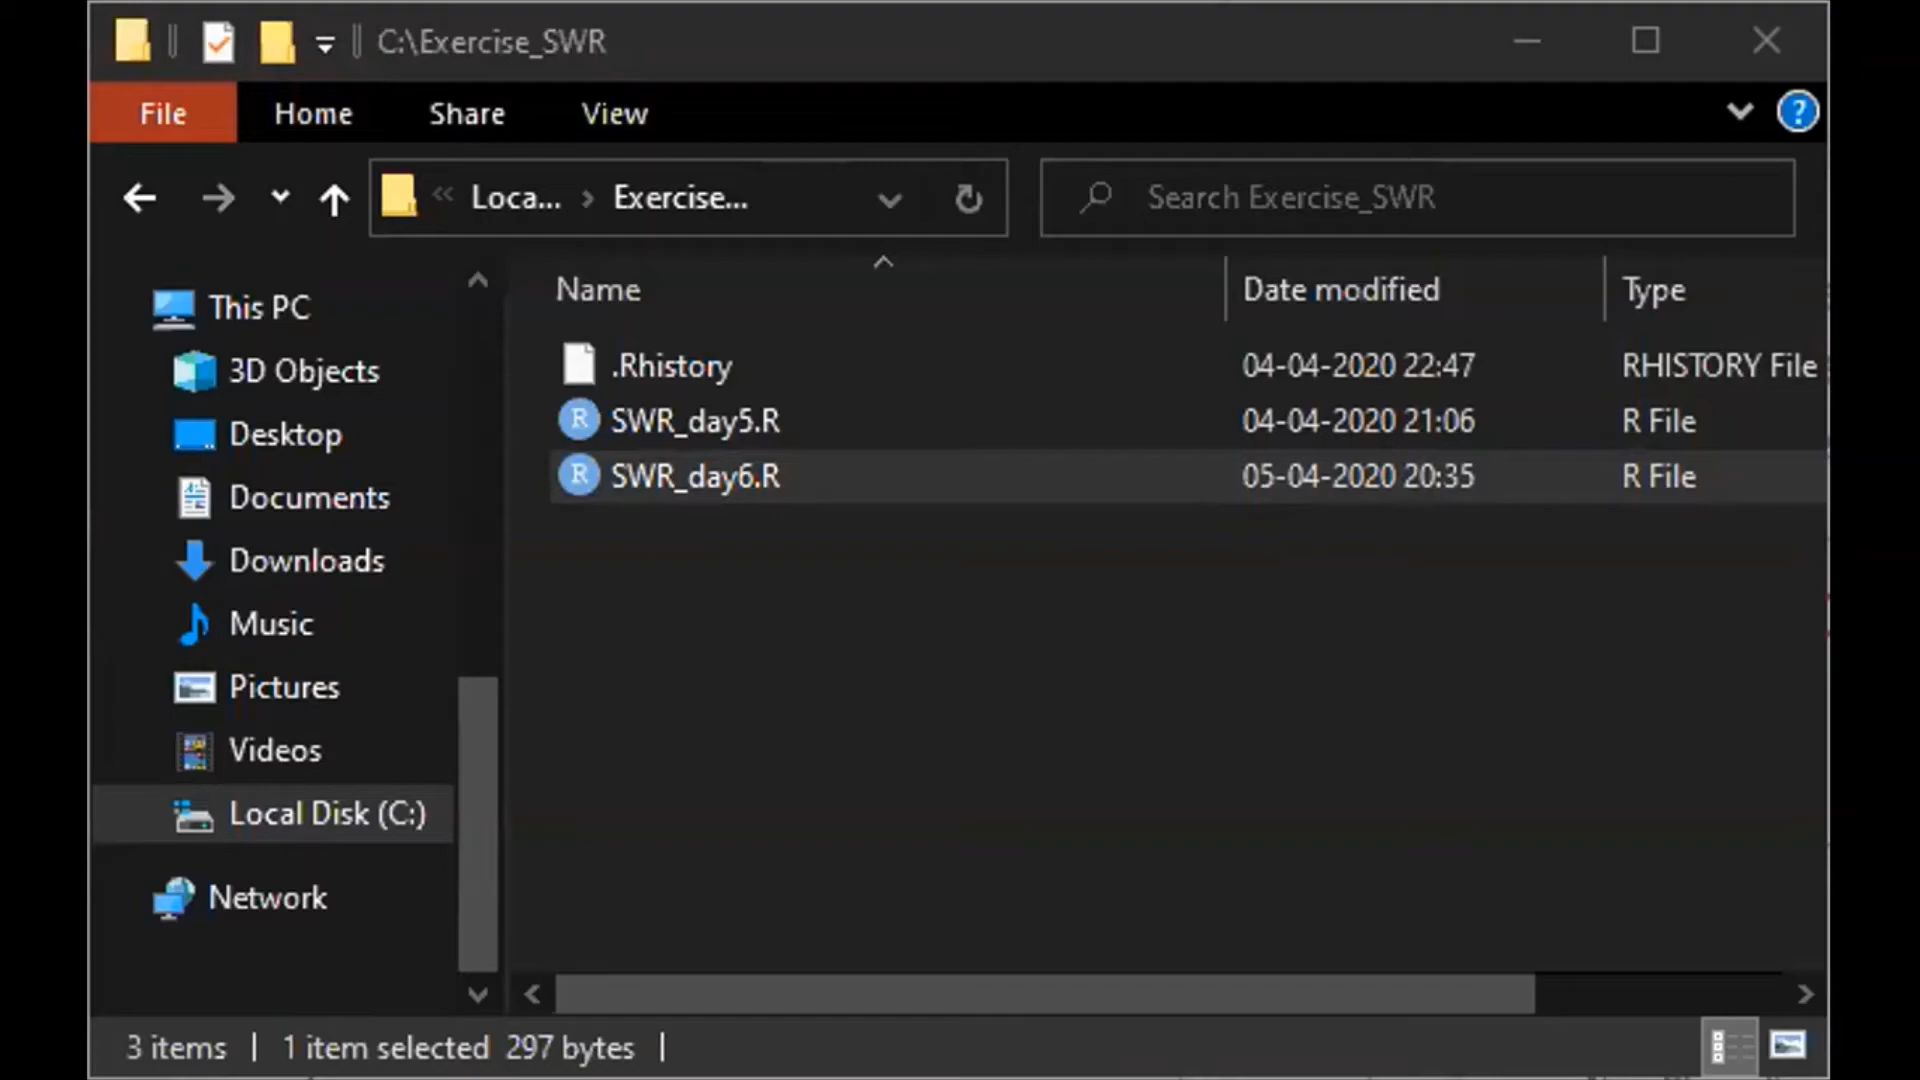 C:\Exercise_SWR
File Home Share View
Loca... Exercise... Search Exercise_SWR
Name Date modified Type
This PC
3D Objects
Desktop
Documents
Downloads
Music
Pictures
Videos
Local Disk (C:)
Network
.Rhistory 04-04-2020 22:47 RHISTORY File
R SWR_day5.R 04-04-2020 21:06 R File
R SWR_day6.R 05-04-2020 20:35 R File
3 items 1 item selected 297 bytes